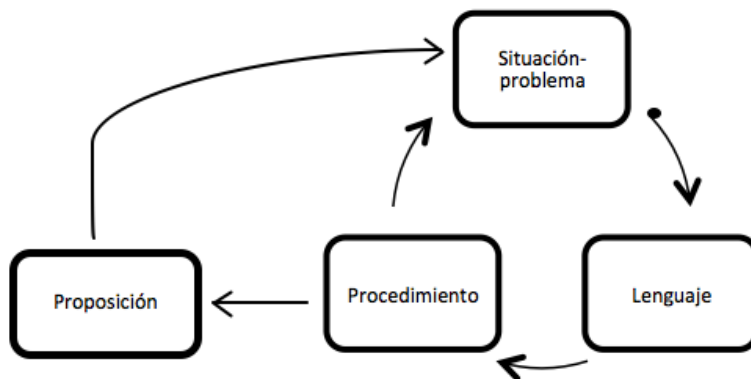 Situación-
problema
Proposición
Procedimiento
Lenguaje